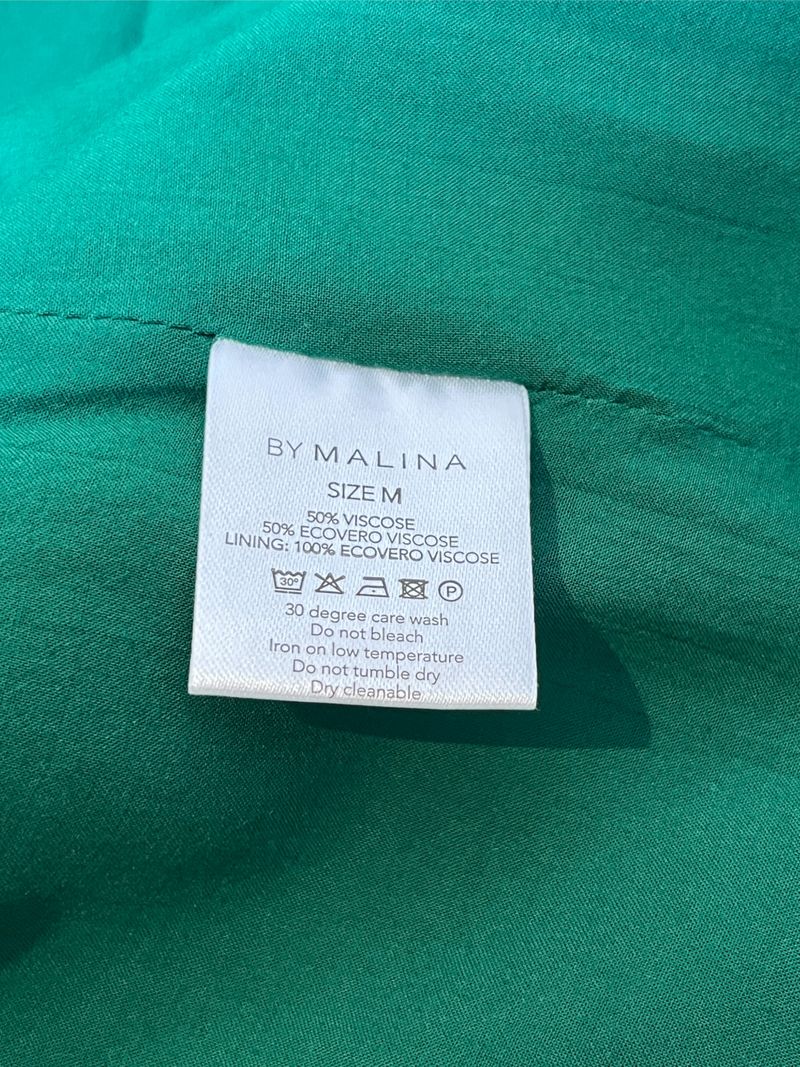 BY MALINA
SIZE M
50% VISCOSE
50% ECOVERO VISCOSE
LINING: 100% ECOVERO VISCOSE
30° P
30 degree care wash
Do not bleach
Iron on low temperature
Do not tumble dry
Dry cleanable